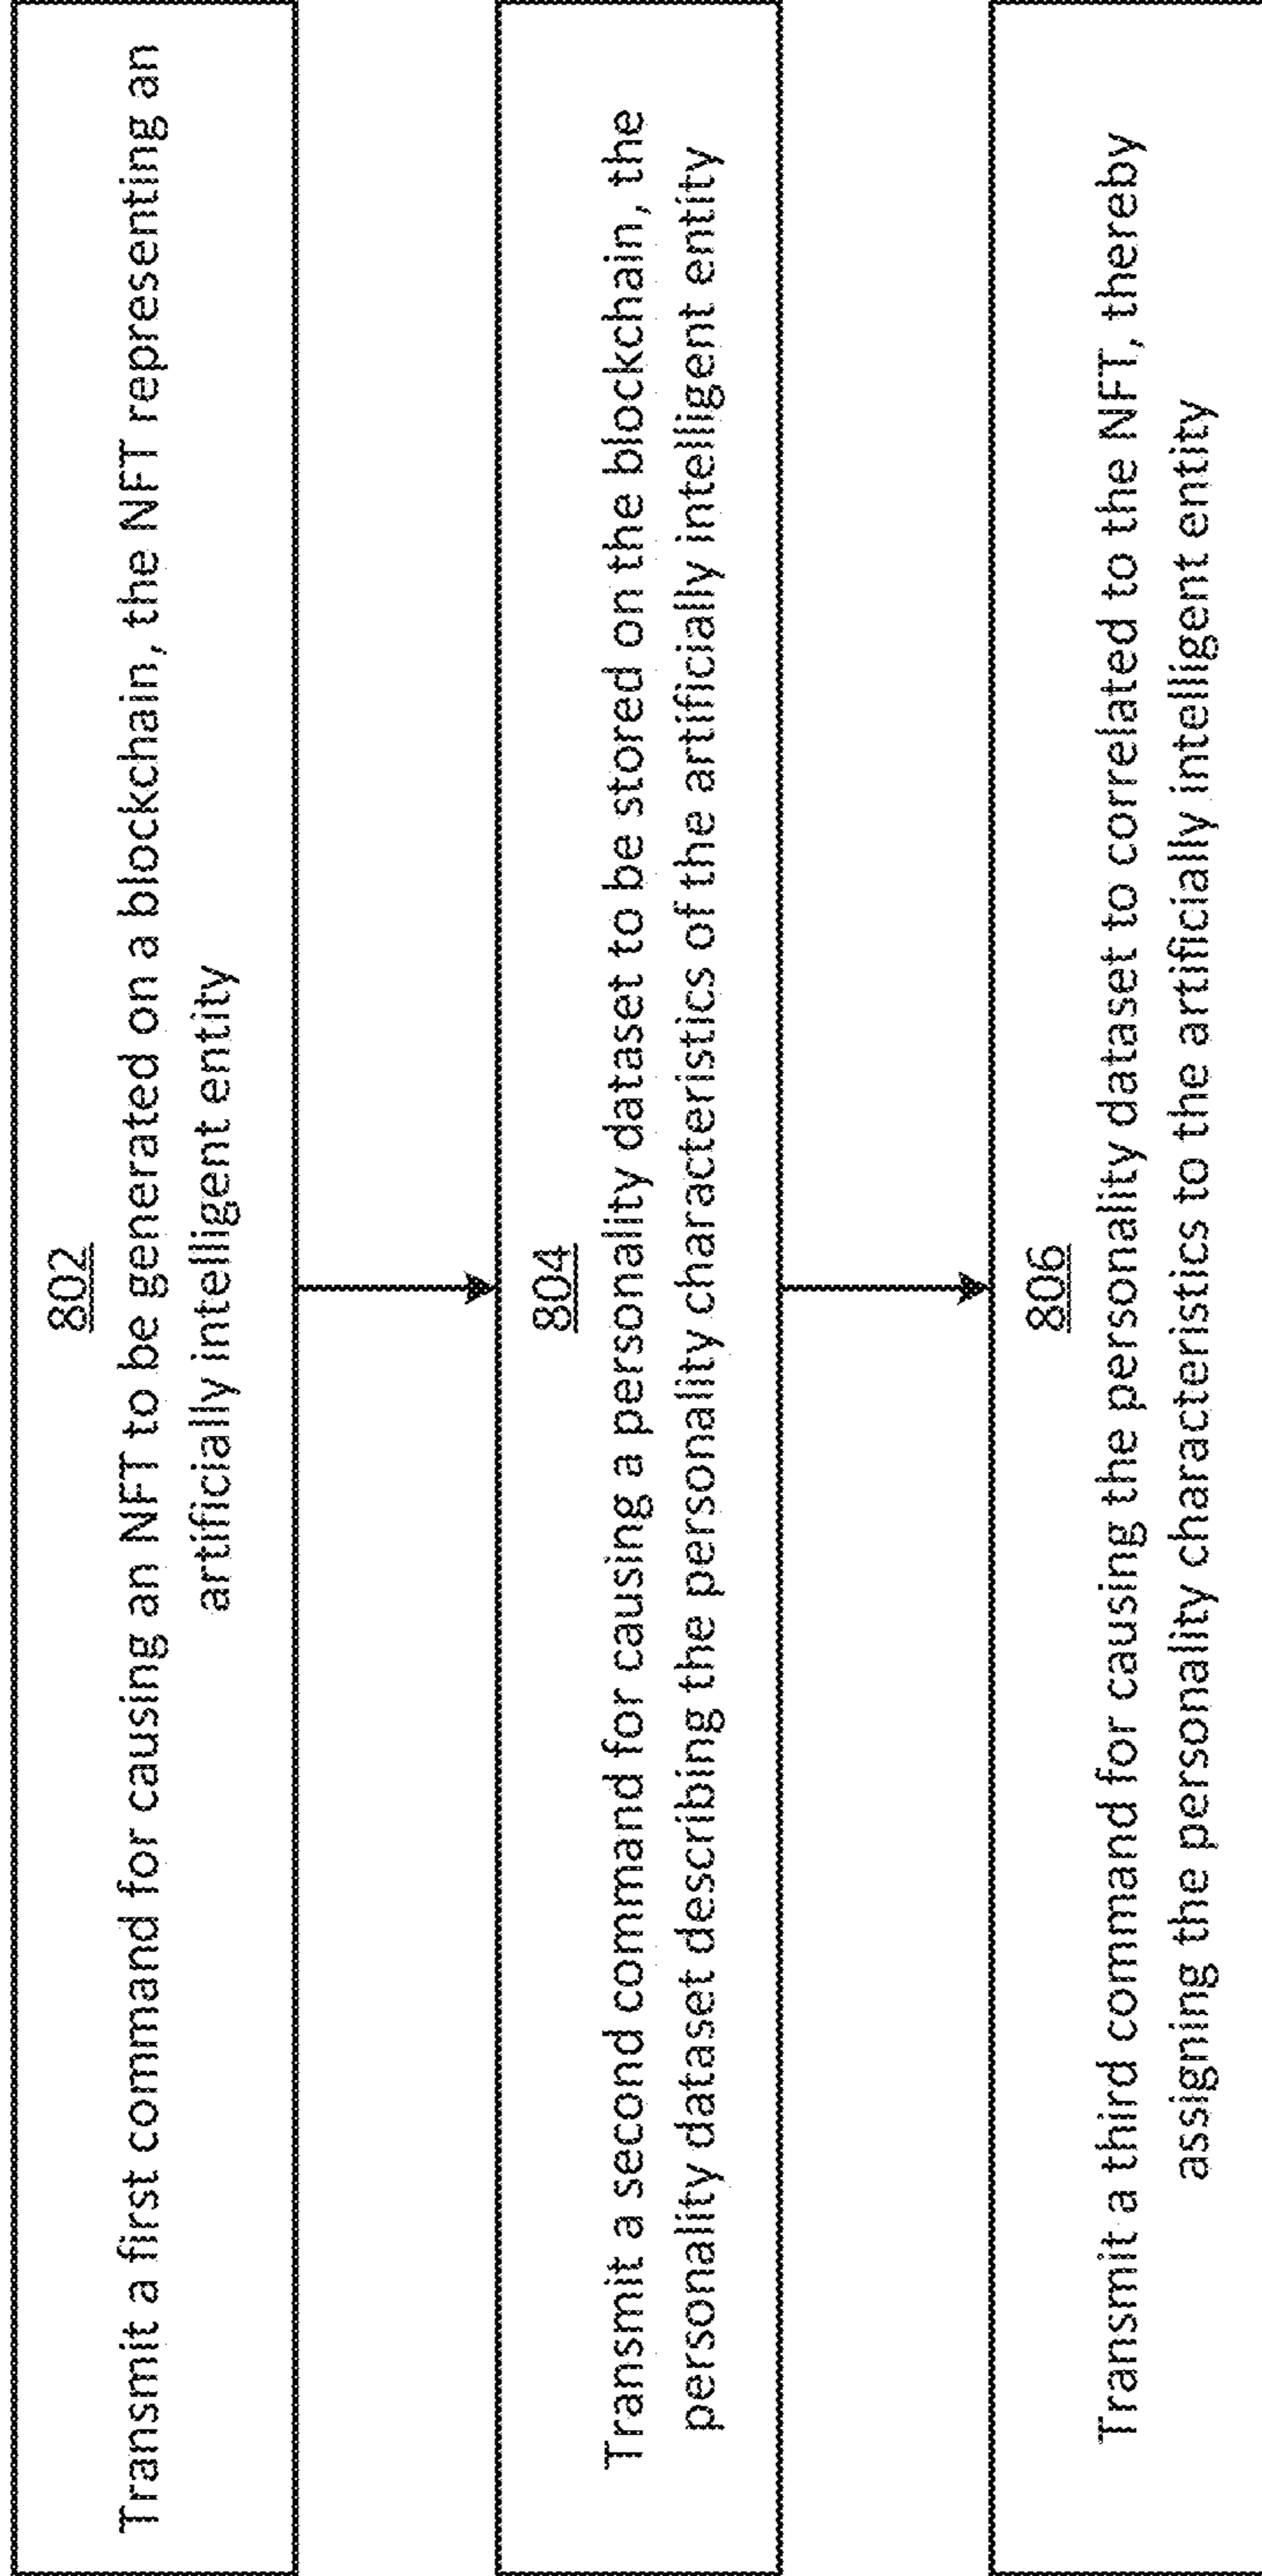 802
Transmit a first command for causing an NFT to be generated on a blockchain, the NFT representing an
artificially intelligent entity
804
Transmit a second command for causing a personality dataset to be stored on the blockchain, the
personality dataset describing the personality characteristics of the artificially intelligent entity
806
Transmit a third command for causing the personality dataset to correlated to the NFT, thereby
assigning the personality characteristics to the artificially intelligent entity